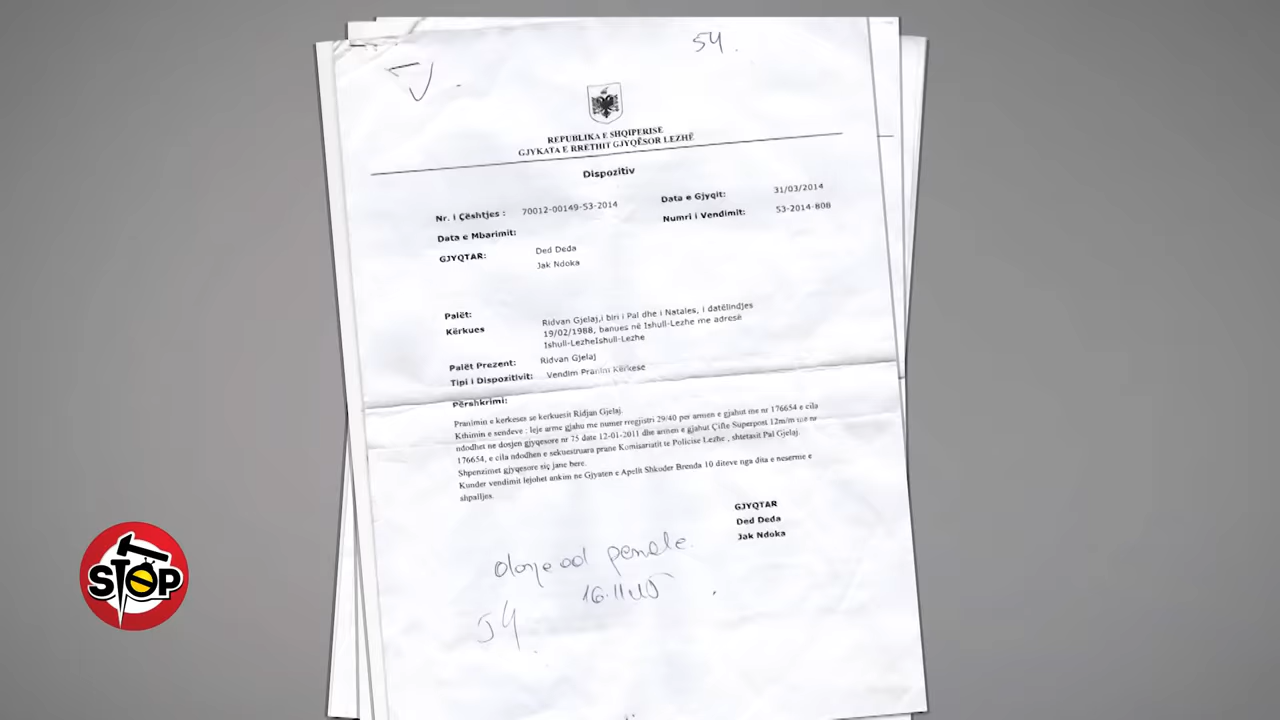 54.
REPUBLIKA E SHQIPERISE
GJYKATA E RRETHIT GJYQËSOR LEZHË
Dispozitiv
Nr. i Çështjes : 70012-00149-53-2014
Data e Gjyqit: 31/03/2014
Numri i Vendimit: 53-2014-808
Data e Mbarimit:
GJYQTAR: Ded Deda
Jak Ndoka
Palët:
Kërkues Ridvan Gjelaj,i biri i Pal dhe i Natales, i datëlindjes
19/02/1988, banues në Ishull-Lezhe me adresë
Ishull-LezheIshull-Lezhe
Palët Prezent: Ridvan Gjelaj
Tipi i Dispozitivit: Vendim Pranim Kërkese
Përshkrimi:
Pranimin e kerkeses se kerkuesit Ridjan Gjelaj.
Kthimin e sendeve : leje arme gjahu me numer rregjistri 29/40 per armen e gjahut me nr 176654 e cila
ndodhet ne dosjen gjyqesore nr 75 date 12-01-2011 dhe armen e gjahut Çifte Superpost 12m/m me nr
176654, e cila ndodhen e sekuestruara prane Komisariatit te Policise Lezhe , shtetasit Pal Gjelaj.
Shpenzimet gjyqesore siç jane bere.
Kunder vendimit lejohet ankim ne Gjyaten e Apelit Shkoder Brenda 10 diteve nga dita e neserme e
shpalljes.
GJYQTAR
Ded Deda
Jak Ndoka
penale.
54.
STOP